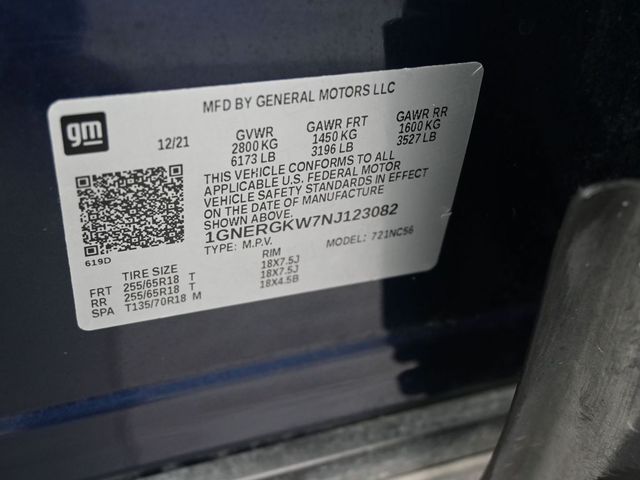 MFD BY GENERAL MOTORS LLC
gm
12/21
GVWR GAWR FRT GAWR RR
2800 KG 1450 KG 1600 KG
6173 LB 3196 LB 3527 LB
THIS VEHICLE CONFORMS TO ALL
APPLICABLE U.S. FEDERAL MOTOR
VEHICLE SAFETY STANDARDS IN EFFECT
ON THE DATE OF MANUFACTURE
SHOWN ABOVE.
1GNERGKW7NJ123082
TYPE: M.P.V. MODEL: 721NC56
619D
TIRE SIZE RIM
FRT 255/65R18 T 18X7.5J
RR 255/65R18 T 18X7.5J
SPA T135/70R18 M 18X4.5B